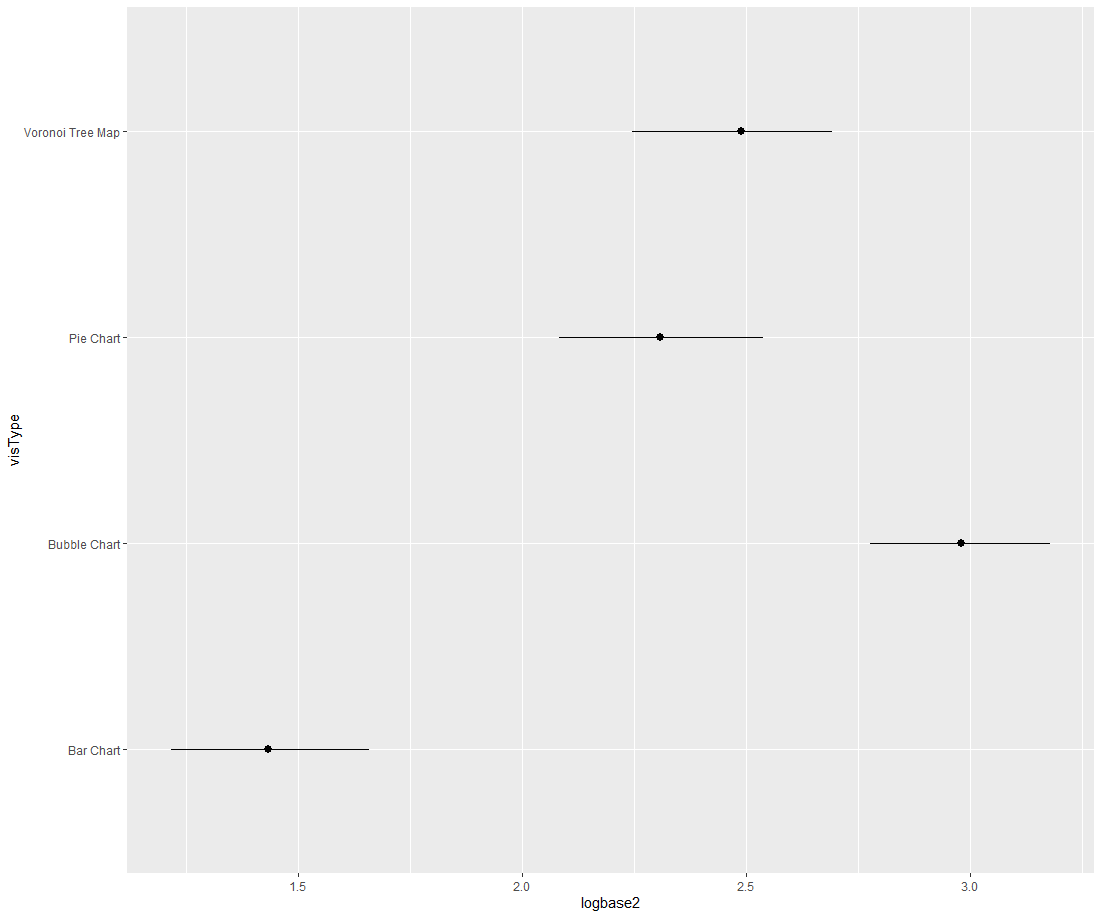 Voronoi Tree Map
Pie Chart
visType
Bubble Chart
Bar Chart
1.5 2.0 2.5 3.0
logbase2